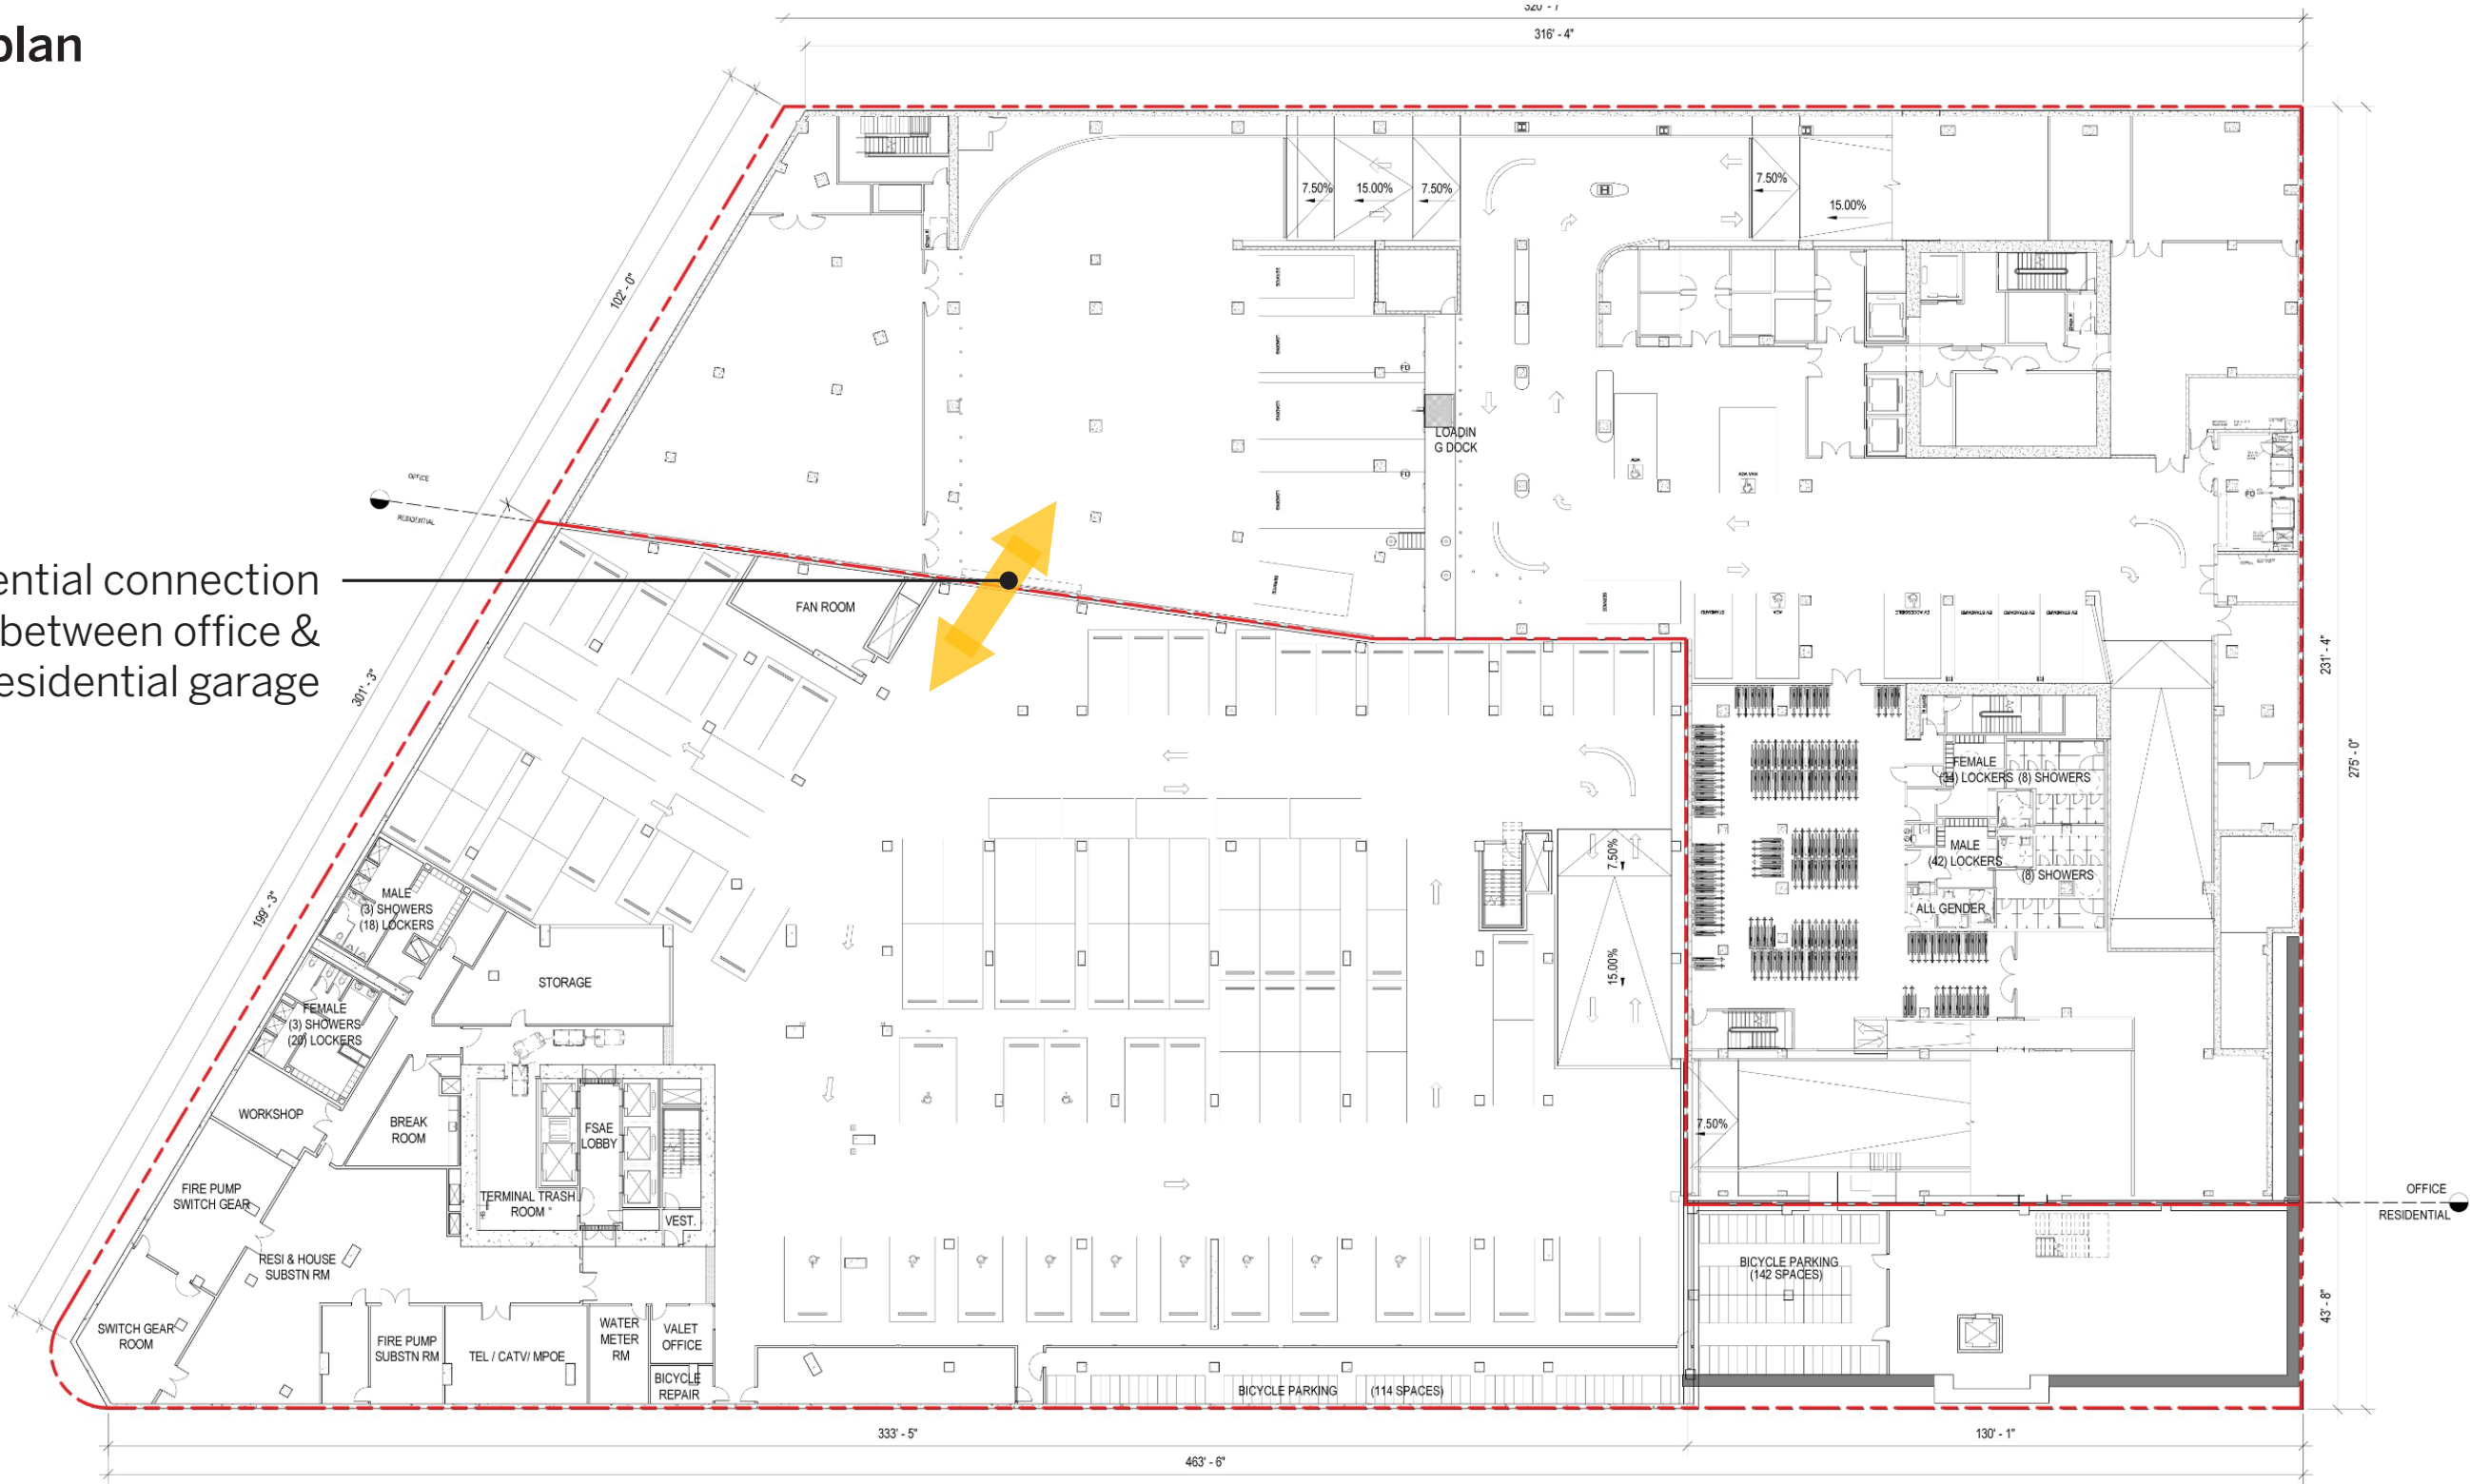 plan
316' - 4"
7.50%
15.00%
7.50%
7.50%
15.00%
102' - 0"
OFFICE
RESIDENTIAL
FD
LOADIN
G DOCK
FD
FD
ADA
ADA VAN
ential connection
between office &
esidential garage
FAN ROOM
301' - 3"
231' - 4"
275' - 0"
199' - 3"
7.50%
15.00%
FEMALE
LOCKERS (8) SHOWERS
MALE
(42) LOCKERS
(8) SHOWERS
ALL GENDER
MALE
(3) SHOWERS
(18) LOCKERS
STORAGE
FEMALE
(3) SHOWERS
(20) LOCKERS
WORKSHOP
BREAK
ROOM
FSAE
LOBBY
7.50%
FIRE PUMP
SWITCH GEAR
TERMINAL TRASH
ROOM
VEST.
OFFICE
RESIDENTIAL
RESI & HOUSE
SUBSTN RM
BICYCLE PARKING
(142 SPACES)
43' - 8"
SWITCH GEAR
ROOM
FIRE PUMP
SUBSTN RM
TEL / CATV/ MPOE
WATER
METER
RM
VALET
OFFICE
BICYCLE
REPAIR
BICYCLE PARKING (114 SPACES)
333' - 5"
130' - 1"
463' - 6"